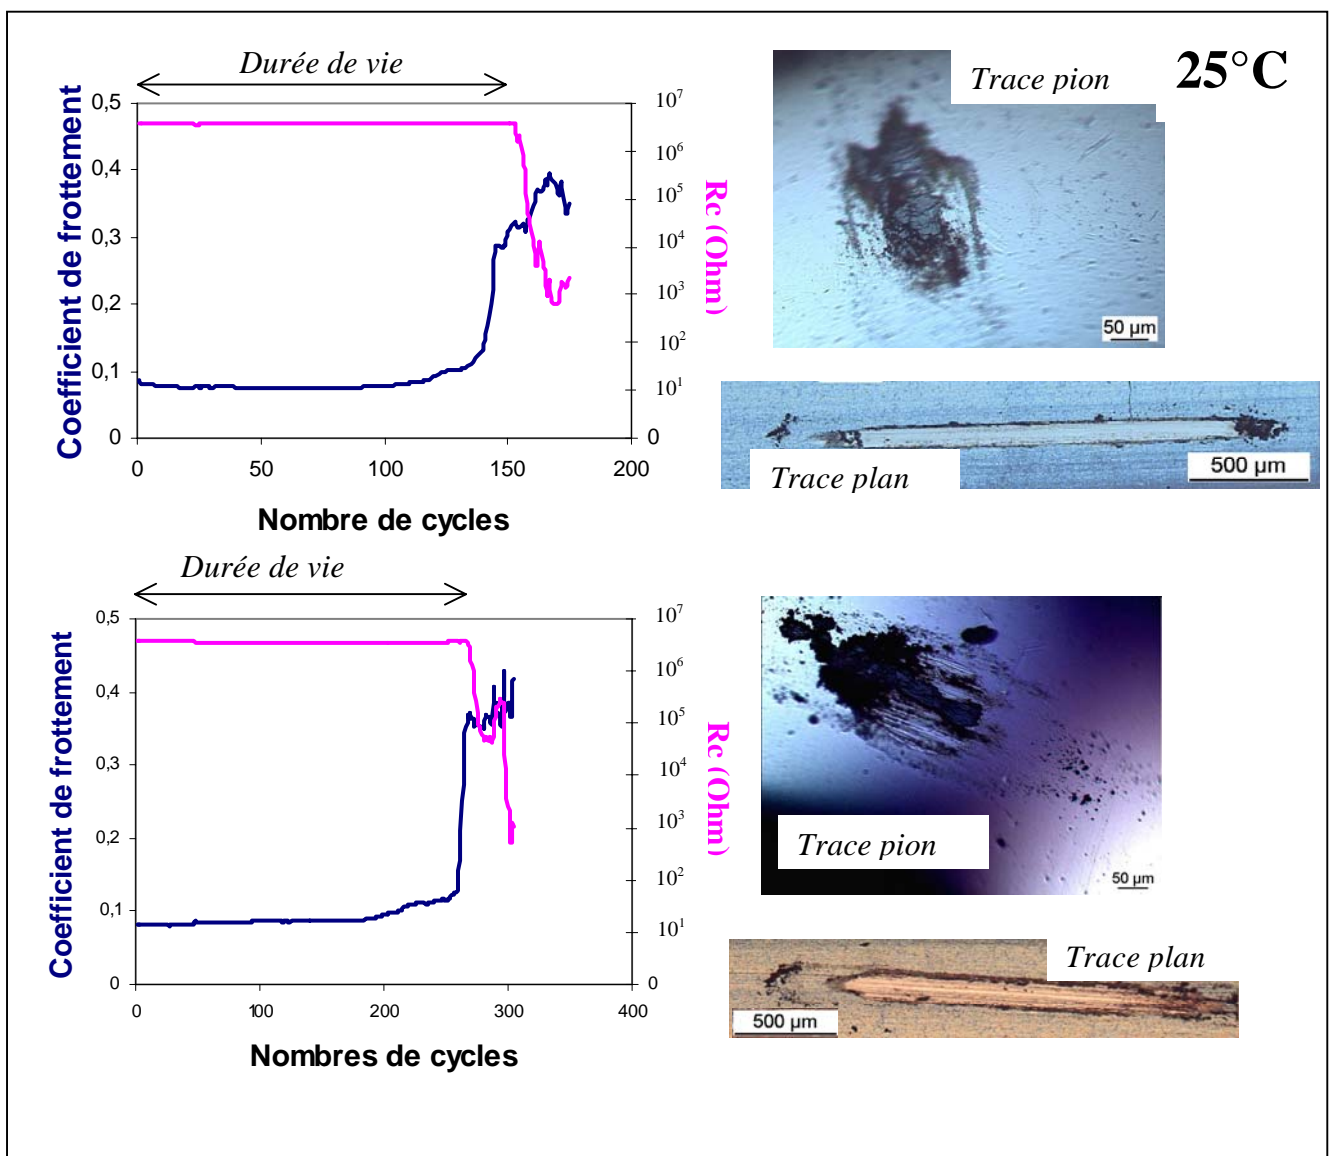 Durée de vie
Trace pion
25°C
Coefficient de frottement
0,5
0,4
0,3
0,2
0,1
0
10^7
10^6
10^5
10^4
10^3
10^2
10^1
0
Rc (Ohm)
0 50 100 150 200
Nombre de cycles
50 µm
Trace plan
500 µm
Durée de vie
Coefficient de frottement
0,5
0,4
0,3
0,2
0,1
0
10^7
10^6
10^5
10^4
10^3
10^2
10^1
0
Rc (Ohm)
0 100 200 300 400
Nombres de cycles
Trace pion
50 µm
Trace plan
500 µm